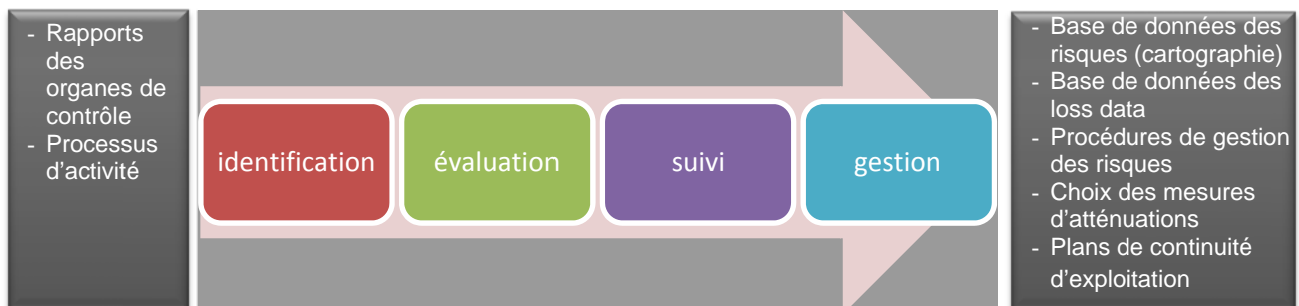 - Rapports
des
organes de
contrôle
- Processus
d'activité
identification
évaluation
suivi
gestion
- Base de données des
risques (cartographie)
- Base de données des
loss data
- Procédures de gestion
des risques
- Choix des mesures
d'atténuations
- Plans de continuité
d'exploitation